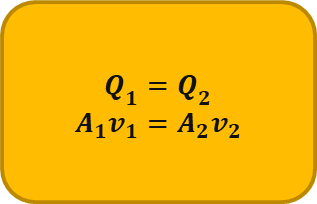 Q₁ = Q₂
A₁v₁ = A₂v₂